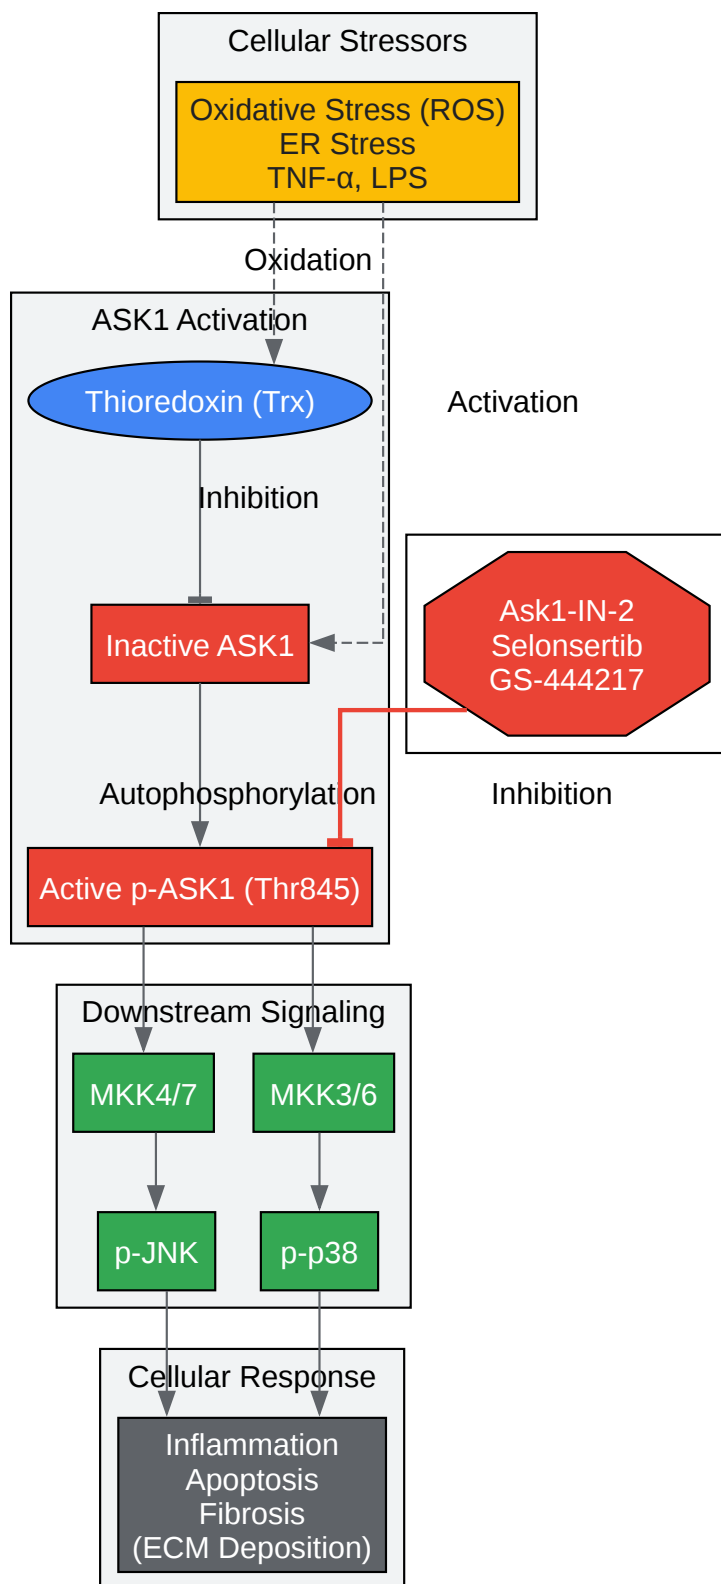 Cellular Stressors
Oxidative Stress (ROS)
ER Stress
TNF-α, LPS
Oxidation
ASK1 Activation
Thioredoxin (Trx)
Activation
Inhibition
Inactive ASK1
Ask1-IN-2
Selonsertib
GS-444217
Autophosphorylation
Inhibition
Active p-ASK1 (Thr845)
Downstream Signaling
MKK4/7
MKK3/6
p-JNK
p-p38
Cellular Response
Inflammation
Apoptosis
Fibrosis
(ECM Deposition)